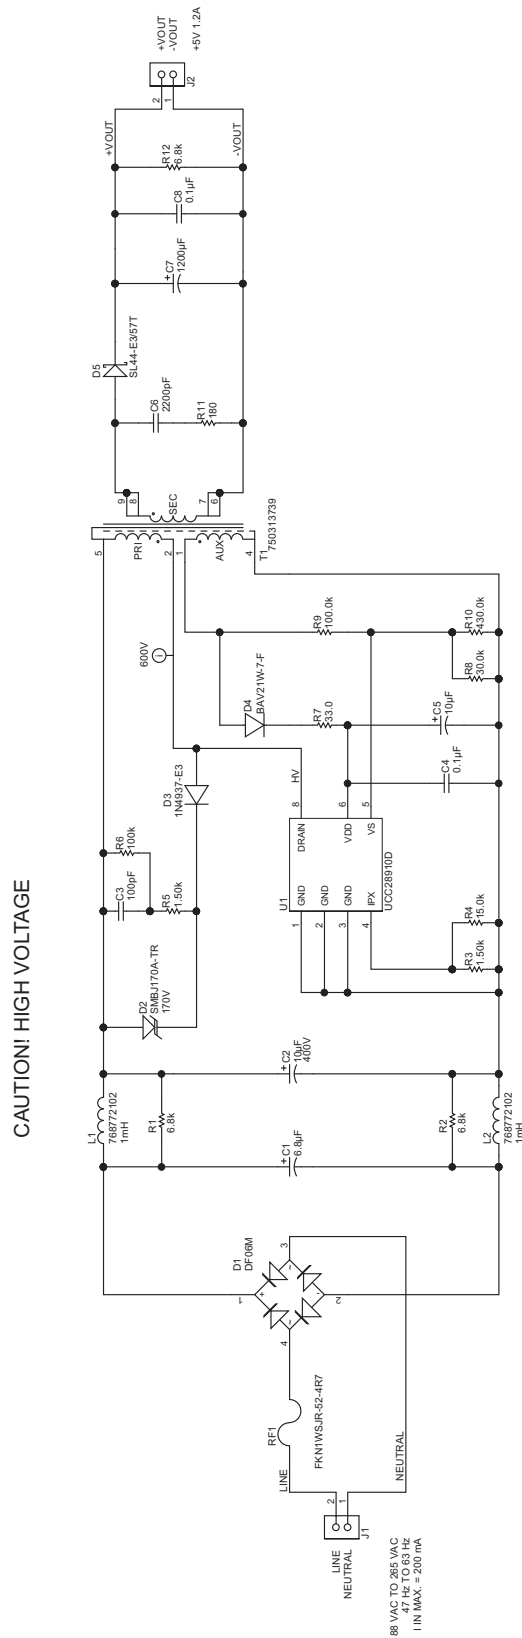 CAUTION! HIGH VOLTAGE
LINE
NEUTRAL
88 VAC TO 265 VAC
47 Hz TO 63 Hz
I IN MAX. = 200 mA
J1
2
1
LINE
NEUTRAL
RF1
FKN1WSJR-52-4R7
D1
DF06M
1
2
3
4
+
-
~
~
L1
768772102
1mH
R1
6.8k
+
C1
6.8µF
+
C2
10µF
400V
R2
6.8k
L2
768772102
1mH
D2
SMBJ170A-TR
170V
C3
100pF
R6
100k
R5
1.50k
D3
1N4937-E3
HV
600V
i
U1
UCC28910D
1
GND
2
GND
3
GND
4
IPX
8
DRAIN
6
VDD
5
VS
R3
1.50k
R4
15.0k
C4
0.1µF
+
C5
10µF
D4
BAV21W-7-F
R7
33.0
R9
100.0k
R8
30.0k
R10
430.0k
5
PRI
2
1
AUX
4
T1
750313739
9
8
SEC
7
6
C6
2200pF
R11
180
D5
SL44-E3/57T
+
C7
1200µF
C8
0.1µF
R12
6.8k
+VOUT
-VOUT
2
1
J2
+VOUT
-VOUT
+5V 1.2A